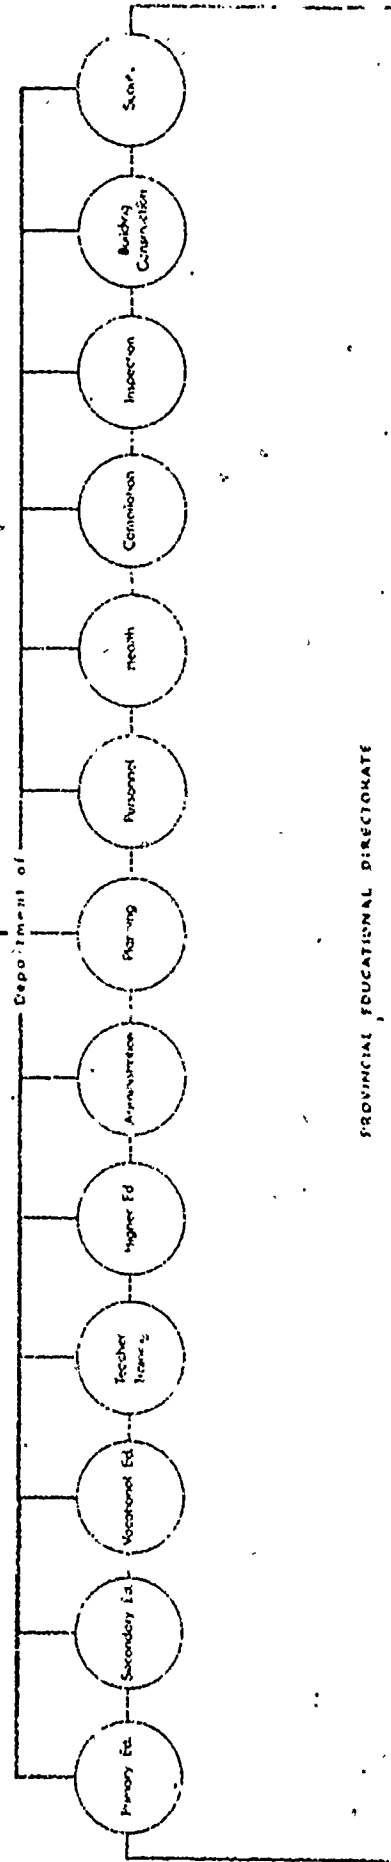 Department of
Primary Ed.
Secondary Ed.
Vocational Ed.
Teacher
Training
Higher Ed
Administration
Planning
Personnel
Health
Inspection
Building
Construction
PROVINCIAL EDUCATIONAL DIRECTORATE